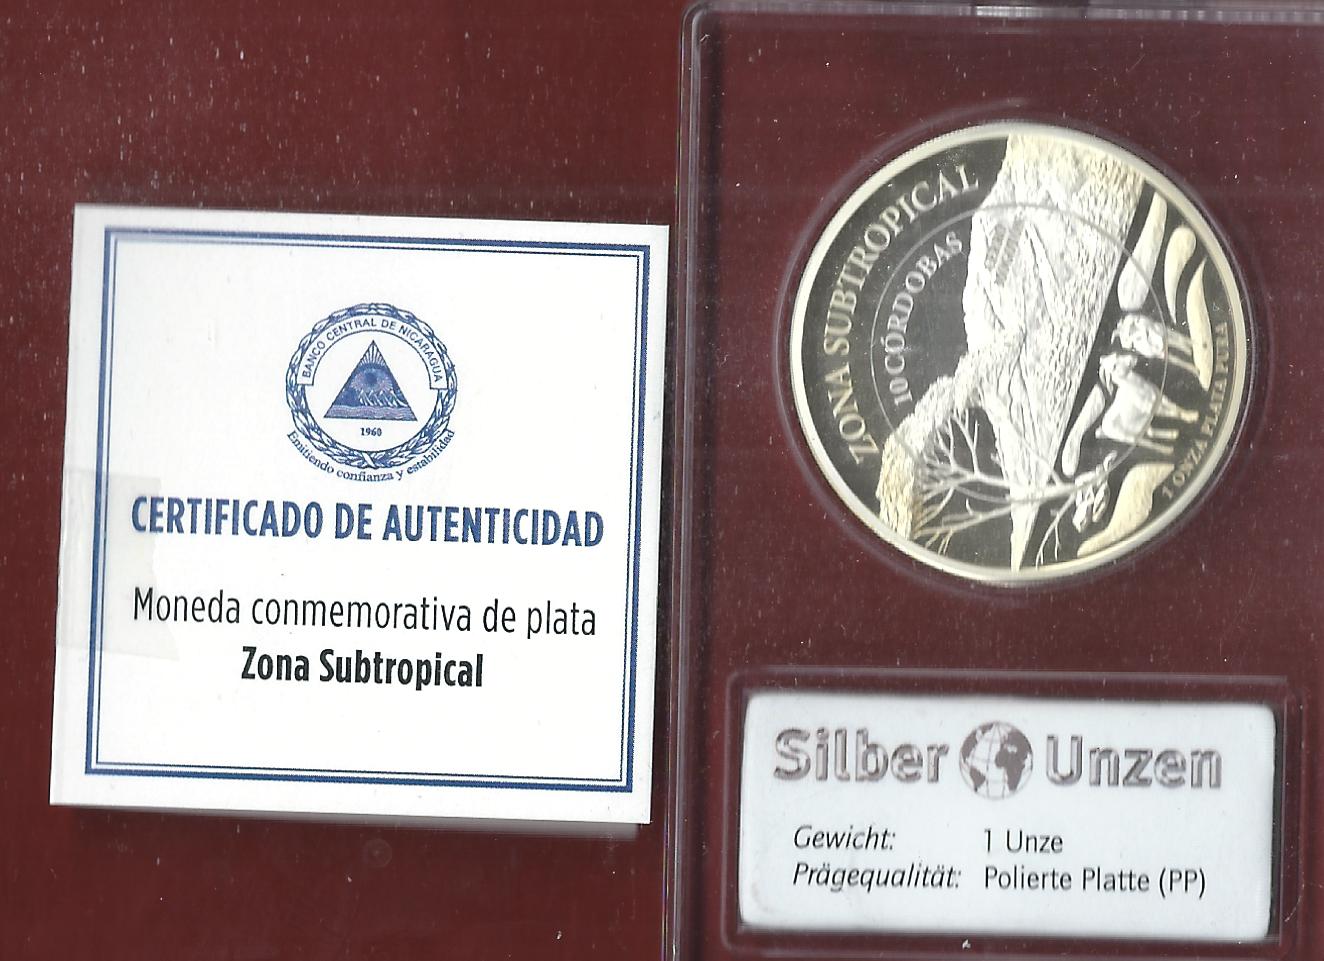 BANCO CENTRAL DE NICARAGUA
1960
Emitiendo confianza y estabilidad
CERTIFICADO DE AUTENTICIDAD
Moneda conmemorativa de plata
Zona Subtropical
ZONA SUBTROPICAL
10 CÓRDOBAS
1 ONZA PLATA PURA
Silber Unzen
Gewicht: 1 Unze
Prägequalität: Polierte Platte (PP)